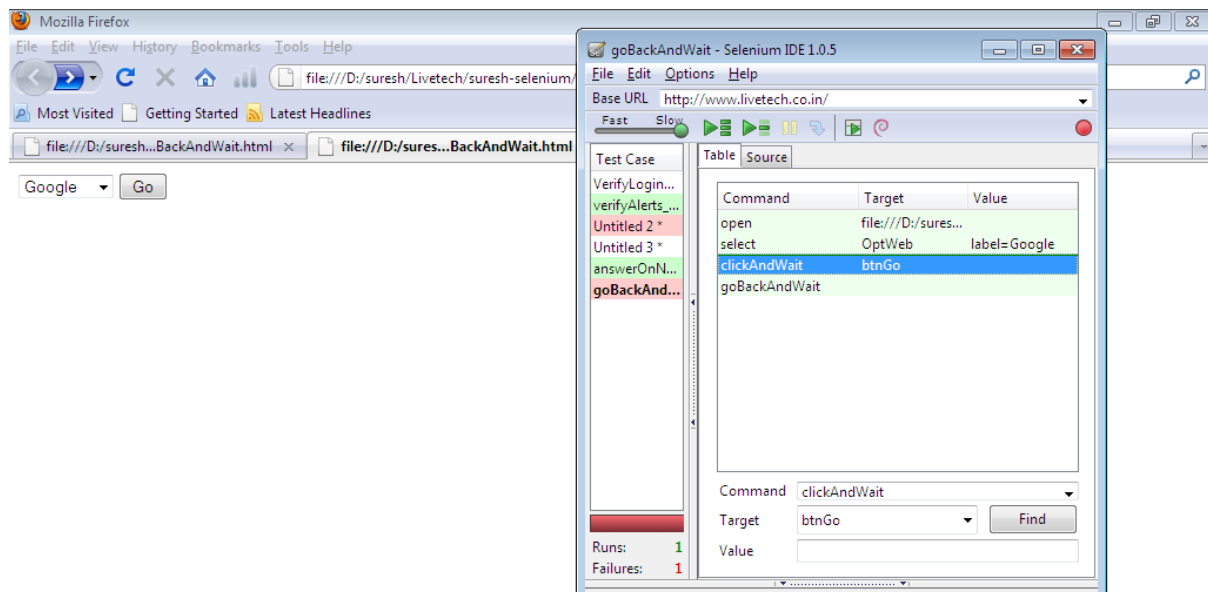 Mozilla Firefox
File Edit View History Bookmarks Tools Help
file:///D:/suresh/Livetech/suresh-selenium/
Most Visited Getting Started Latest Headlines
file:///D:/suresh...BackAndWait.html
file:///D:/sures...BackAndWait.html
Google Go
goBackAndWait - Selenium IDE 1.0.5
File Edit Options Help
Base URL http://www.livetech.co.in/
Fast Slow
Test Case
VerifyLogin...
verifyAlerts_...
Untitled 2 *
Untitled 3 *
answerOnN...
goBackAnd...
Runs: 1
Failures: 1
Table Source
Command Target Value
open file:///D:/sures...
select OptWeb label=Google
clickAndWait btnGo
goBackAndWait
Command clickAndWait
Target btnGo Find
Value